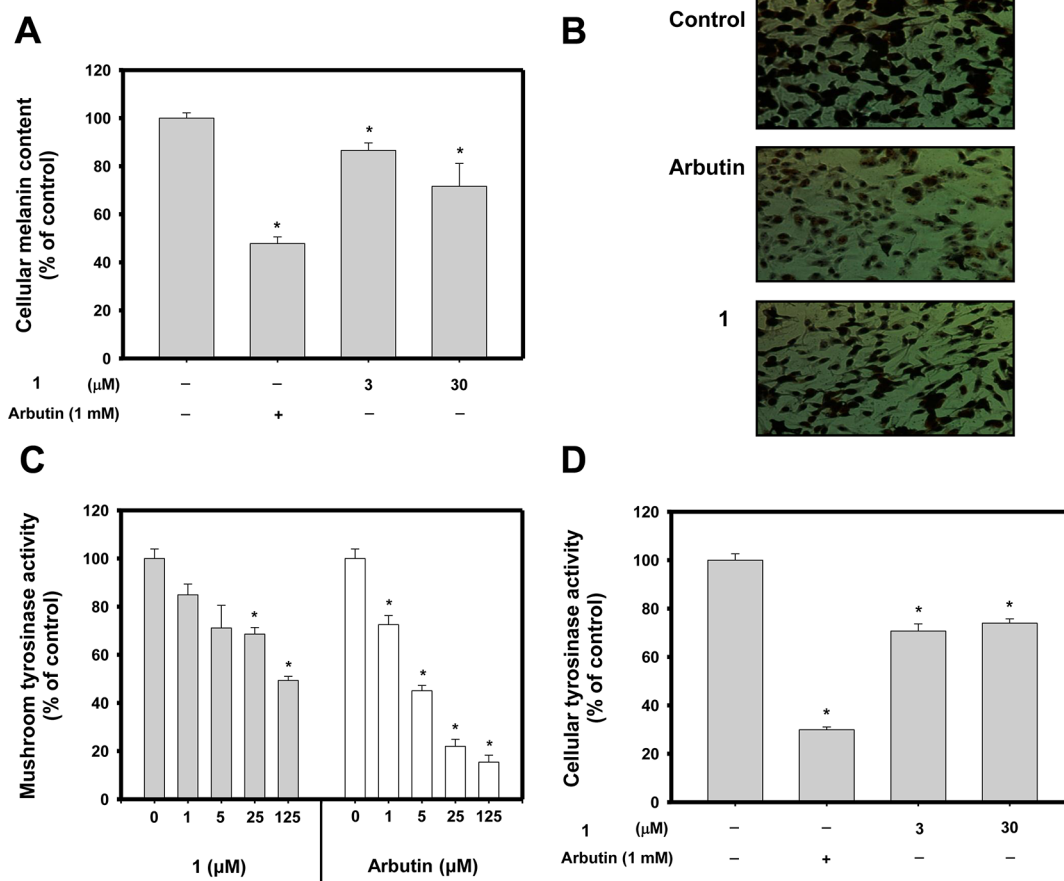 A
120
100
80
60
40
20
0
Cellular melanin content
(% of control)
*
*
*
1 (μM) – – 3 30
Arbutin (1 mM) – + – –
B
Control
Arbutin
1
C
120
100
80
60
40
20
0
Mushroom tyrosinase activity
(% of control)
*
*
*
*
*
*
0 1 5 25 125 0 1 5 25 125
1 (μM) Arbutin (μM)
D
120
100
80
60
40
20
0
Cellular tyrosinase activity
(% of control)
*
*
*
1 (μM) – – 3 30
Arbutin (1 mM) – + – –